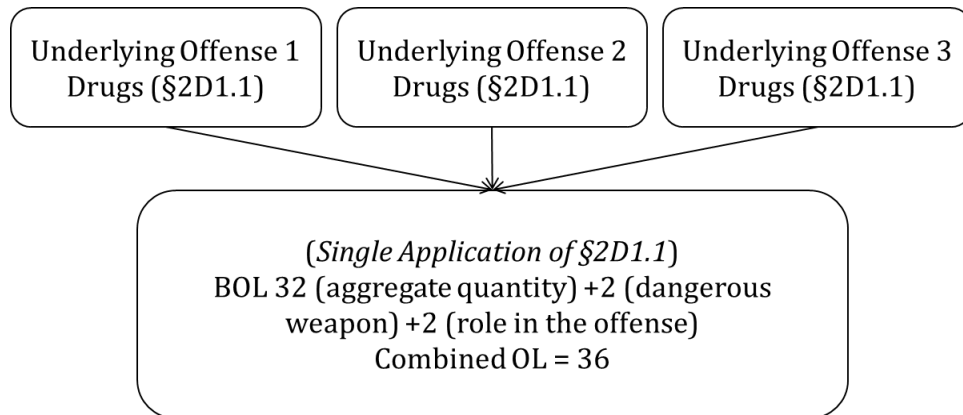 Underlying Offense 1
Drugs (§2D1.1)
Underlying Offense 2
Drugs (§2D1.1)
Underlying Offense 3
Drugs (§2D1.1)
(Single Application of §2D1.1)
BOL 32 (aggregate quantity) +2 (dangerous
weapon) +2 (role in the offense)
Combined OL = 36